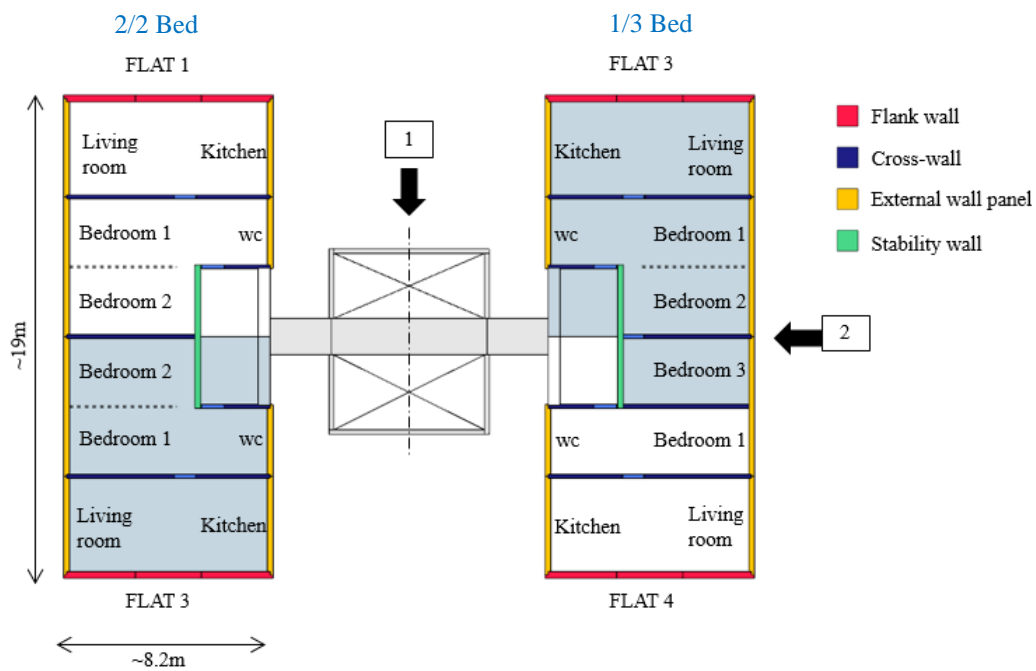 2/2 Bed
1/3 Bed
FLAT 1
FLAT 3
Flank wall
Cross-wall
External wall panel
Stability wall
~19m
Living
room
Kitchen
Bedroom 1
wc
Bedroom 2
Bedroom 2
Bedroom 1
wc
Living
room
Kitchen
FLAT 3
~8.2m
1
Kitchen
Living
room
wc
Bedroom 1
Bedroom 2
2
Bedroom 3
wc
Bedroom 1
Kitchen
Living
room
FLAT 4